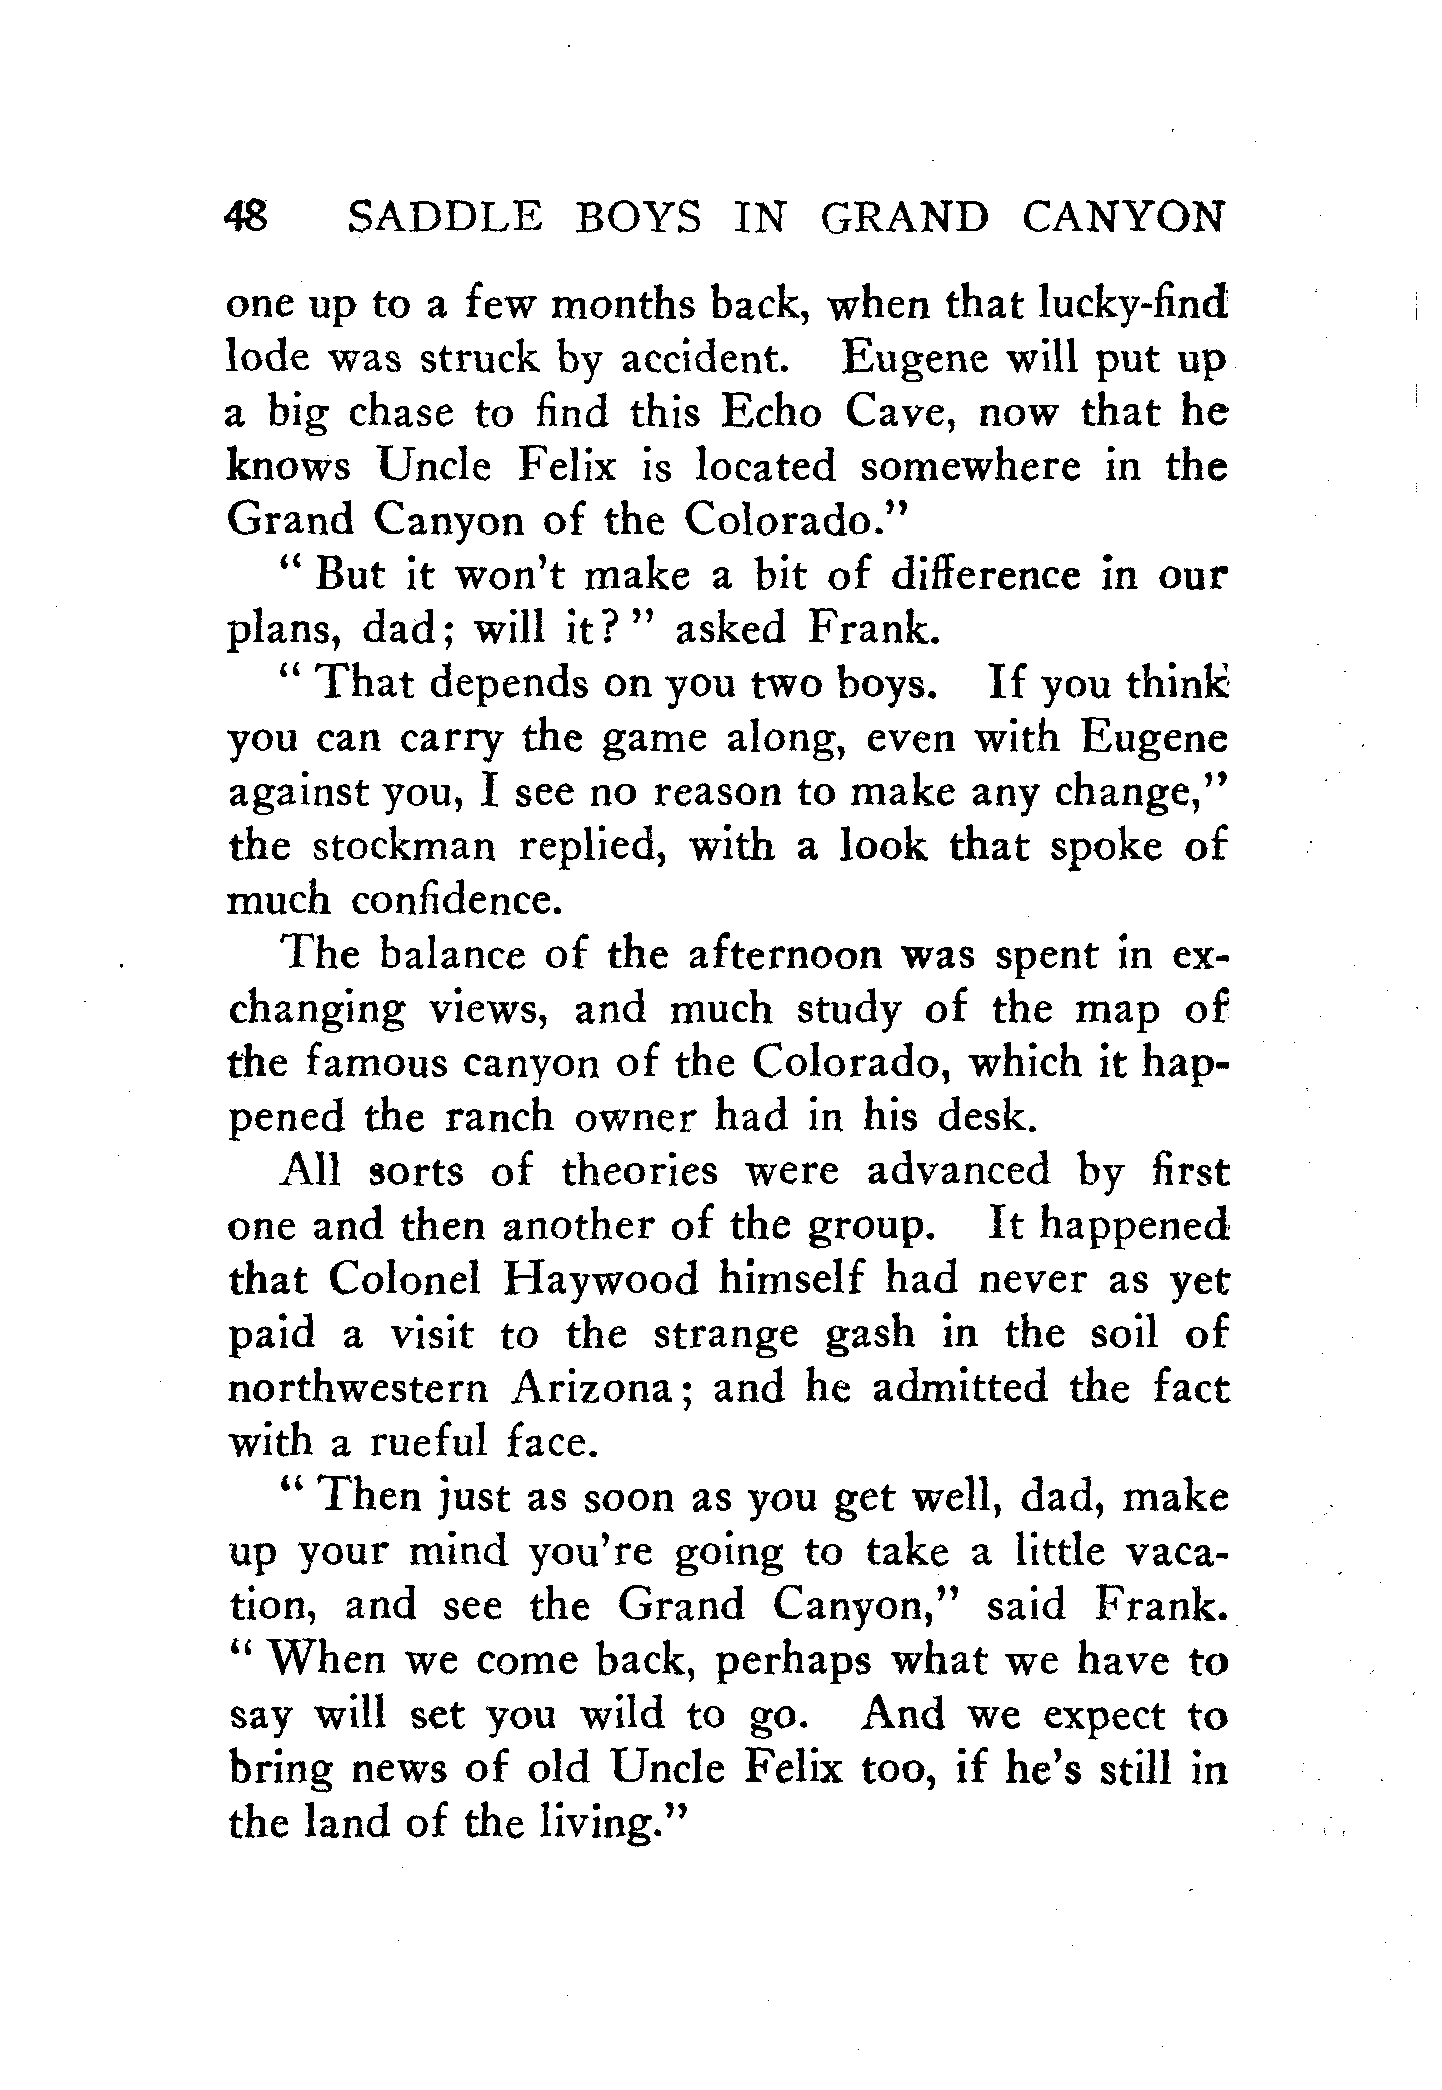 48 SADDLE BOYS IN GRAND CANYON
one up to a few months back, when that lucky-find
lode was struck by accident. Eugene will put up
a big chase to find this Echo Cave, now that he
knows Uncle Felix is located somewhere in the
Grand Canyon of the Colorado."
" But it won't make a bit of difference in our
plans, dad; will it? " asked Frank.
" That depends on you two boys. If you think
you can carry the game along, even with Eugene
against you, I see no reason to make any change,"
the stockman replied, with a look that spoke of
much confidence.
The balance of the afternoon was spent in ex-
changing views, and much study of the map of
the famous canyon of the Colorado, which it hap-
pened the ranch owner had in his desk.
All sorts of theories were advanced by first
one and then another of the group. It happened
that Colonel Haywood himself had never as yet
paid a visit to the strange gash in the soil of
northwestern Arizona; and he admitted the fact
with a rueful face.
" Then just as soon as you get well, dad, make
up your mind you're going to take a little vaca-
tion, and see the Grand Canyon," said Frank.
" When we come back, perhaps what we have to
say will set you wild to go. And we expect to
bring news of old Uncle Felix too, if he's still in
the land of the living."